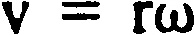 v = rω